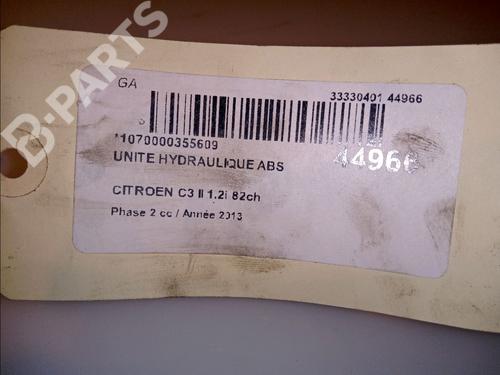 B-PARTS
GA
33330401 44966
*1070000355609
UNITE HYDRAULIQUE ABS
44966
CITROEN C3 II 1.2i 82ch
Phase 2 cc / Année 2013